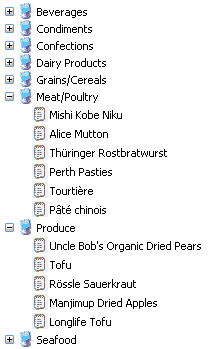 Beverages
Condiments
Confections
Dairy Products
Grains/Cereals
Meat/Poultry
Mishi Kobe Niku
Alice Mutton
Thüringer Rostbratwurst
Perth Pasties
Tourtière
Pâté chinois
Produce
Uncle Bob's Organic Dried Pears
Tofu
Rössle Sauerkraut
Manjimup Dried Apples
Longlife Tofu
Seafood